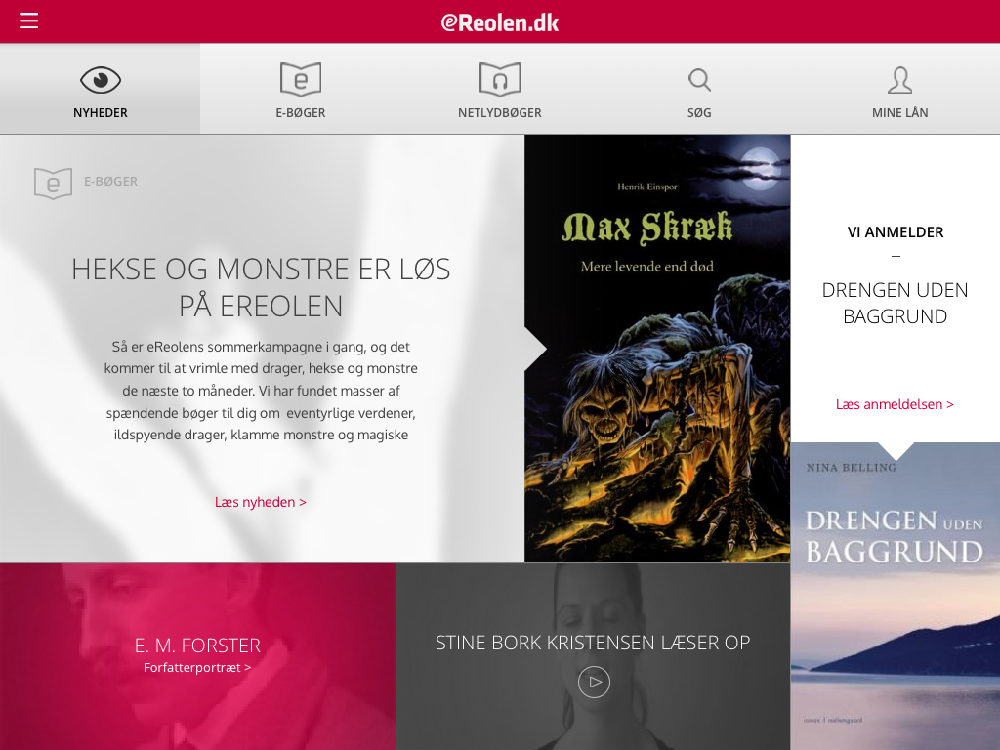 eReolen.dk
NYHEDER
E-BØGER
NETLYDBØGER
SØG
MINE LÅN
e E-BØGER
HEKSE OG MONSTRE ER LØS
PÅ EREOLEN
Så er eReolens sommerkampagne i gang, og det
kommer til at vrimle med drager, hekse og monstre
de næste to måneder. Vi har fundet masser af
spændende bøger til dig om eventyrlige verdener,
ildspyende drager, klamme monstre og magiske
Læs nyheden >
Henrik Einspor
Max Skræk
Mere levende end død
VI ANMELDER
–
DRENGEN UDEN
BAGGRUND
Læs anmeldelsen >
NINA BELLING
DRENGEN UDEN
BAGGRUND
roman | mellemgaard
E. M. FORSTER
Forfatterportræt >
STINE BORK KRISTENSEN LÆSER OP